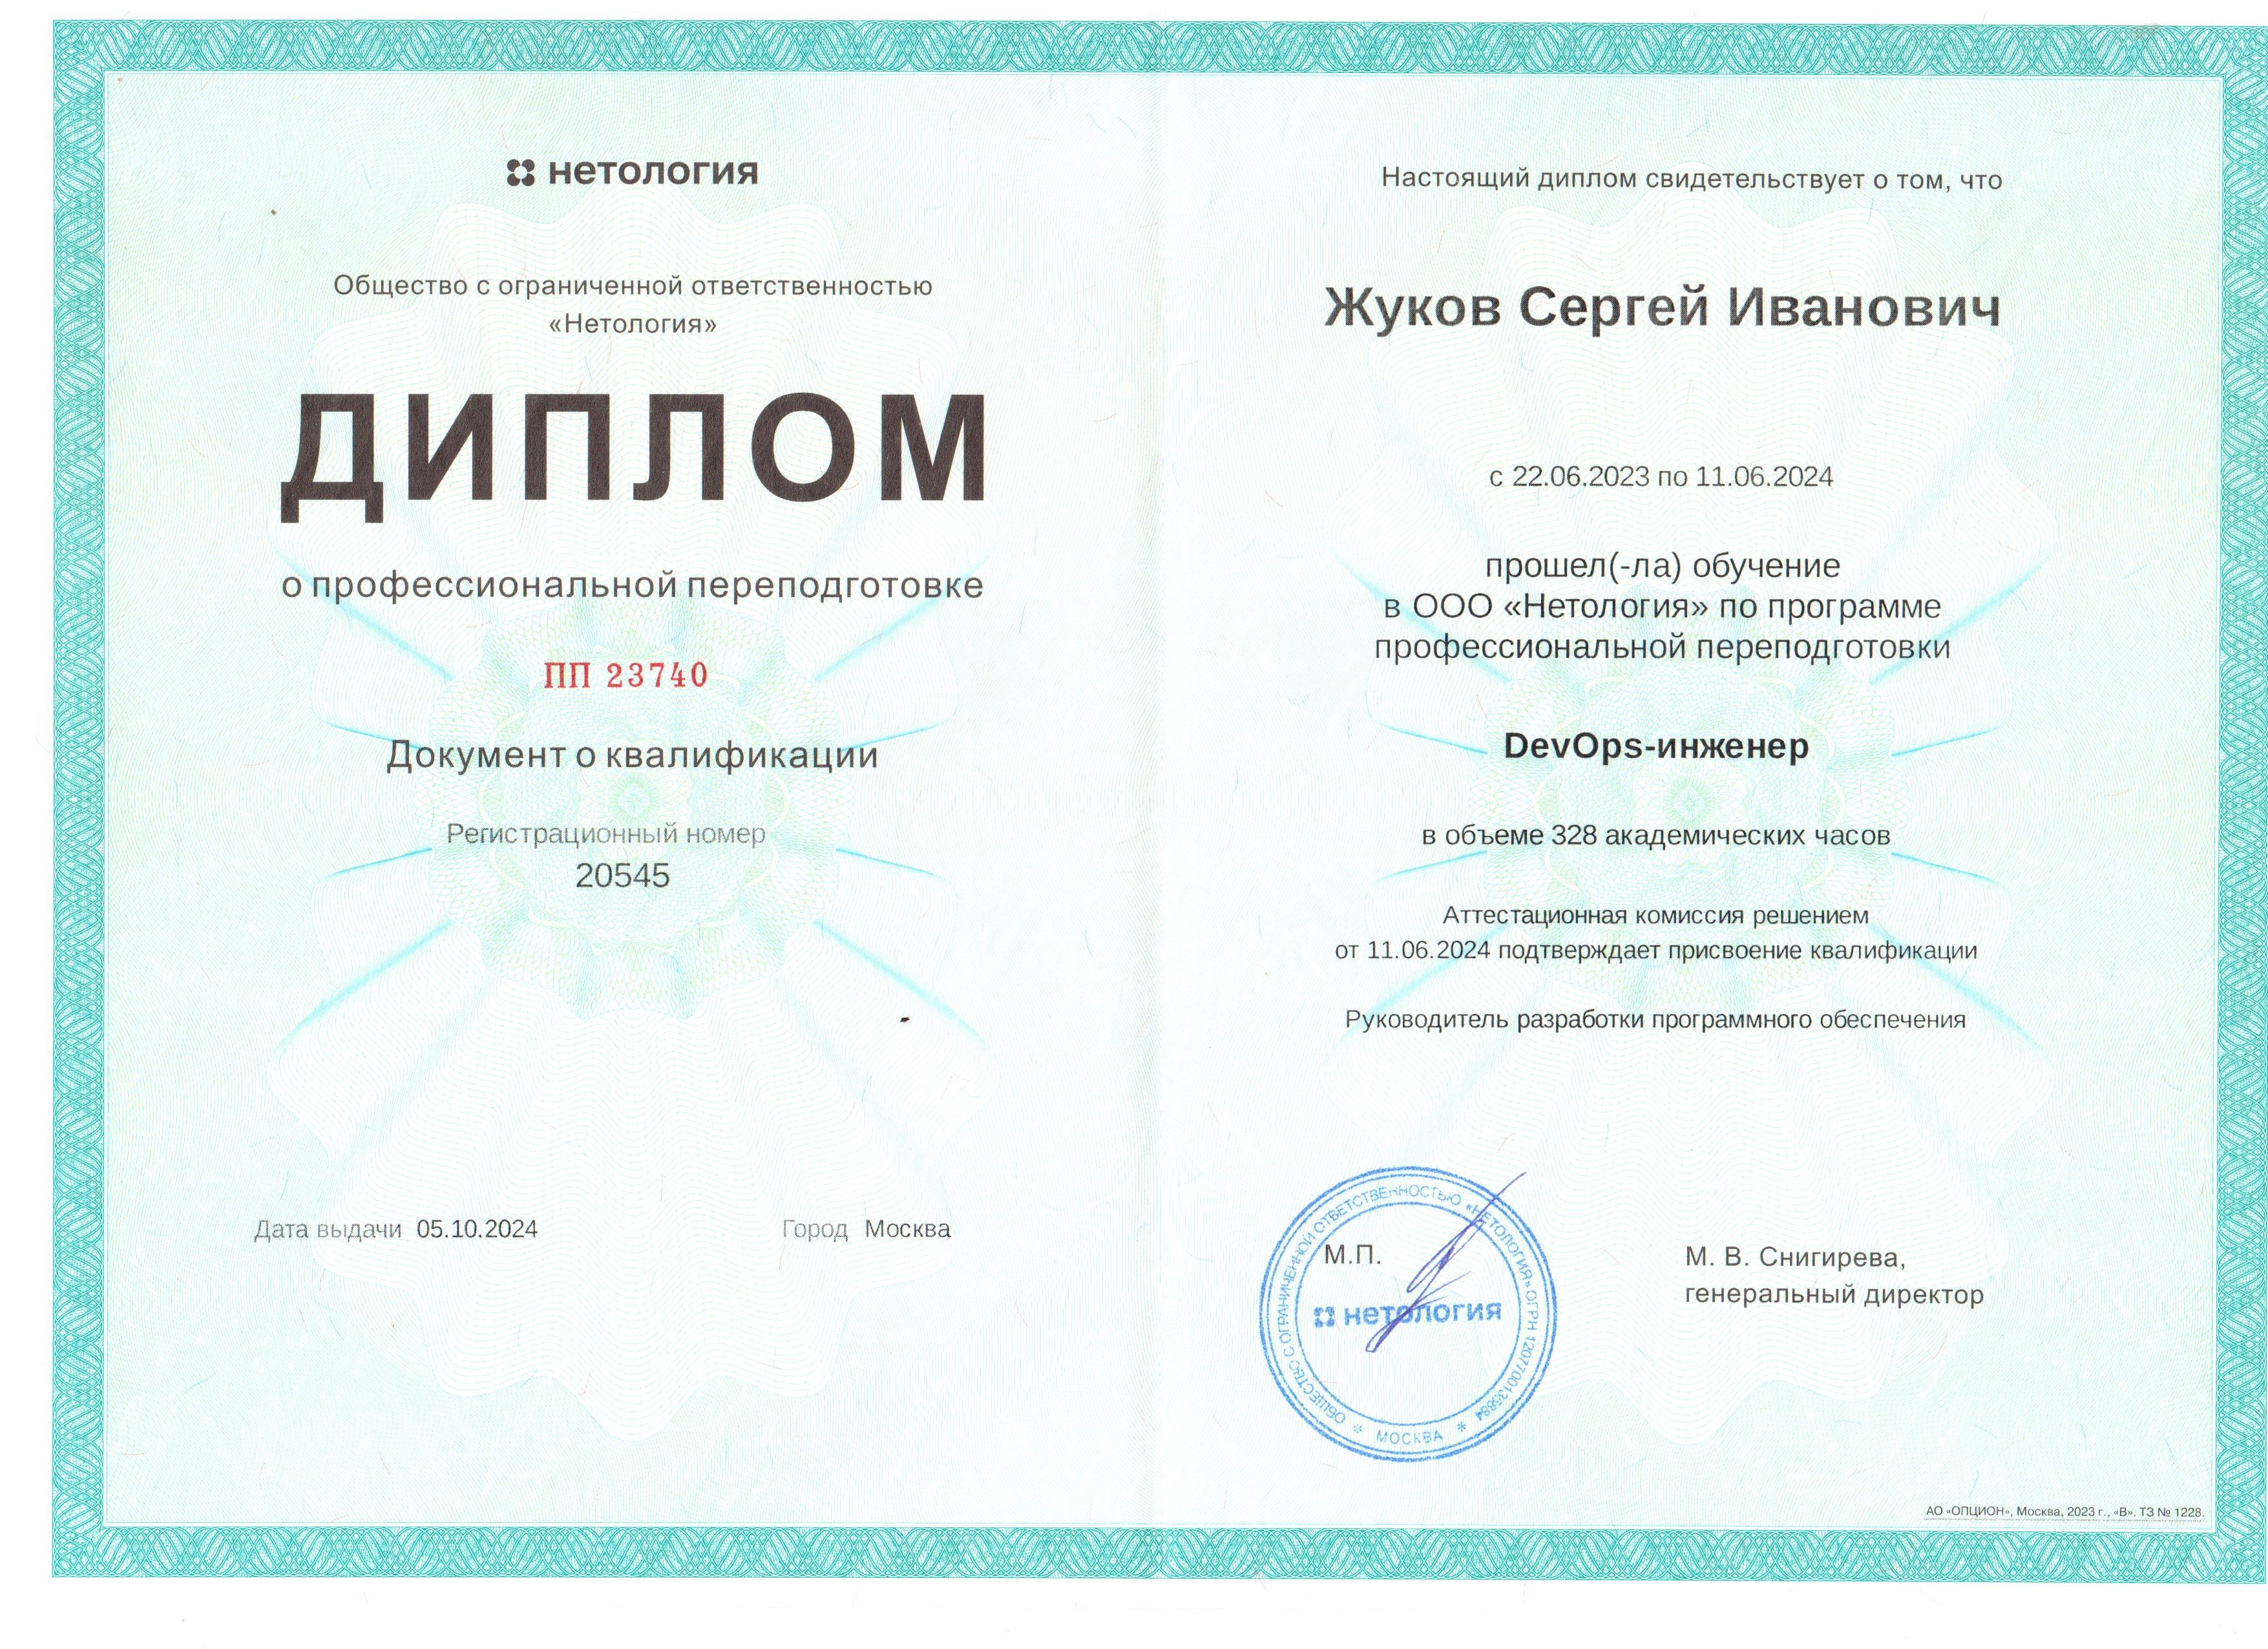 нетология
Общество с ограниченной ответственностью
«Нетология»
ДИПЛОМ
о профессиональной переподготовке
ПП 23740
Документ о квалификации
Регистрационный номер
20545
Дата выдачи 05.10.2024
Город Москва
Настоящий диплом свидетельствует о том, что
Жуков Сергей Иванович
с 22.06.2023 по 11.06.2024
прошел(-ла) обучение
в ООО «Нетология» по программе
профессиональной переподготовки
DevOps-инженер
в объеме 328 академических часов
Аттестационная комиссия решением
от 11.06.2024 подтверждает присвоение квалификации
Руководитель разработки программного обеспечения
ОБЩЕСТВО С ОГРАНИЧЕННОЙ ОТВЕТСТВЕННОСТЬЮ «НЕТОЛОГИЯ» ОГРН 1207700135884
* МОСКВА *
М.П.
нетология
М. В. Снигирева,
генеральный директор
АО «ОПЦИОН», Москва, 2023 г., «В». ТЗ № 1228.